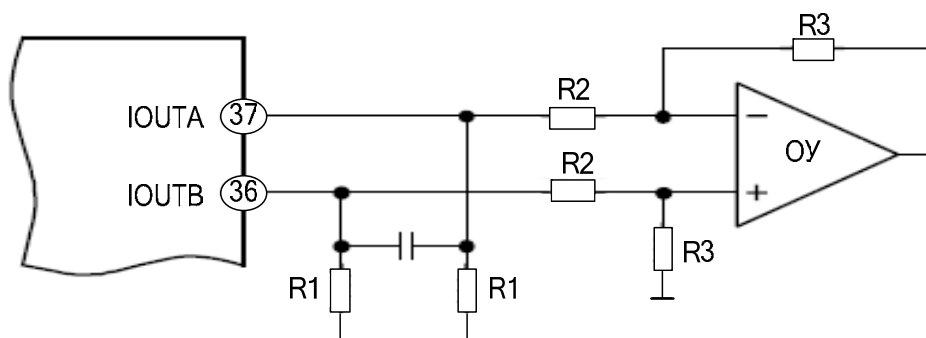 R3
IOUTA
37
R2
−
ОУ
IOUTB
36
R2
+
R3
R1
R1